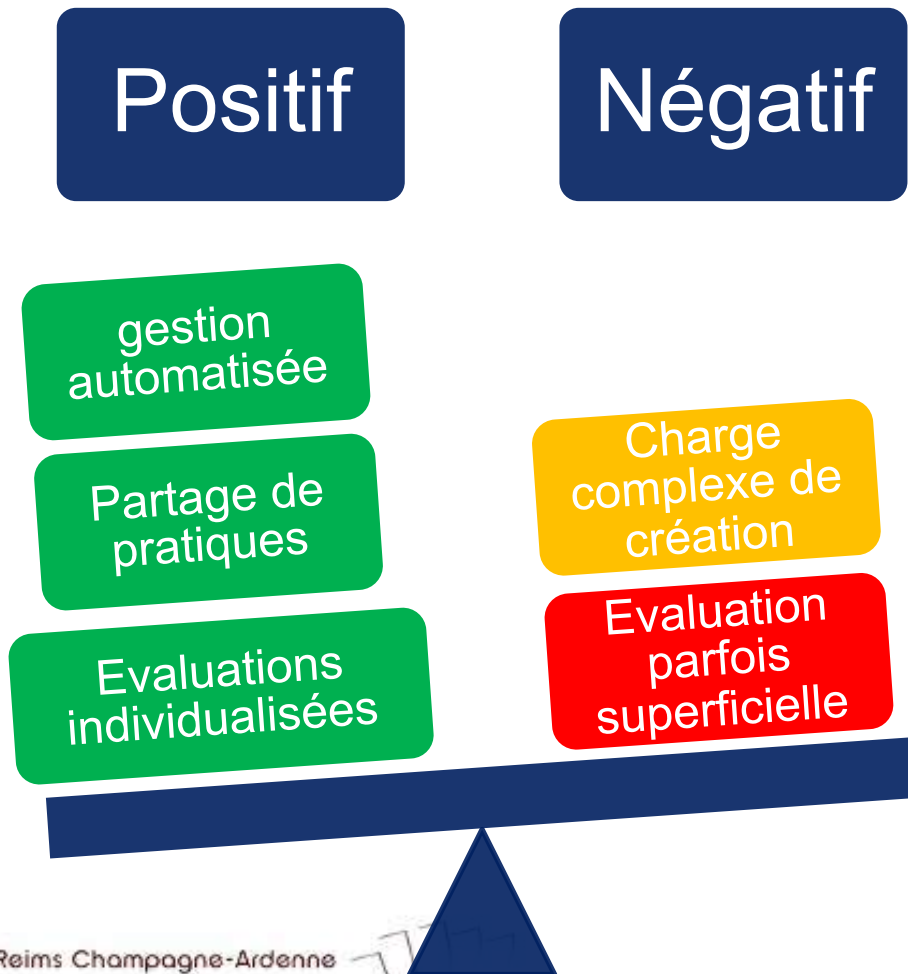 Positif
Négatif
gestion
automatisée
Partage de
pratiques
Evaluations
individualisées
Charge
complexe de
création
Evaluation
parfois
superficielle
Reims Champagne-Ardenne